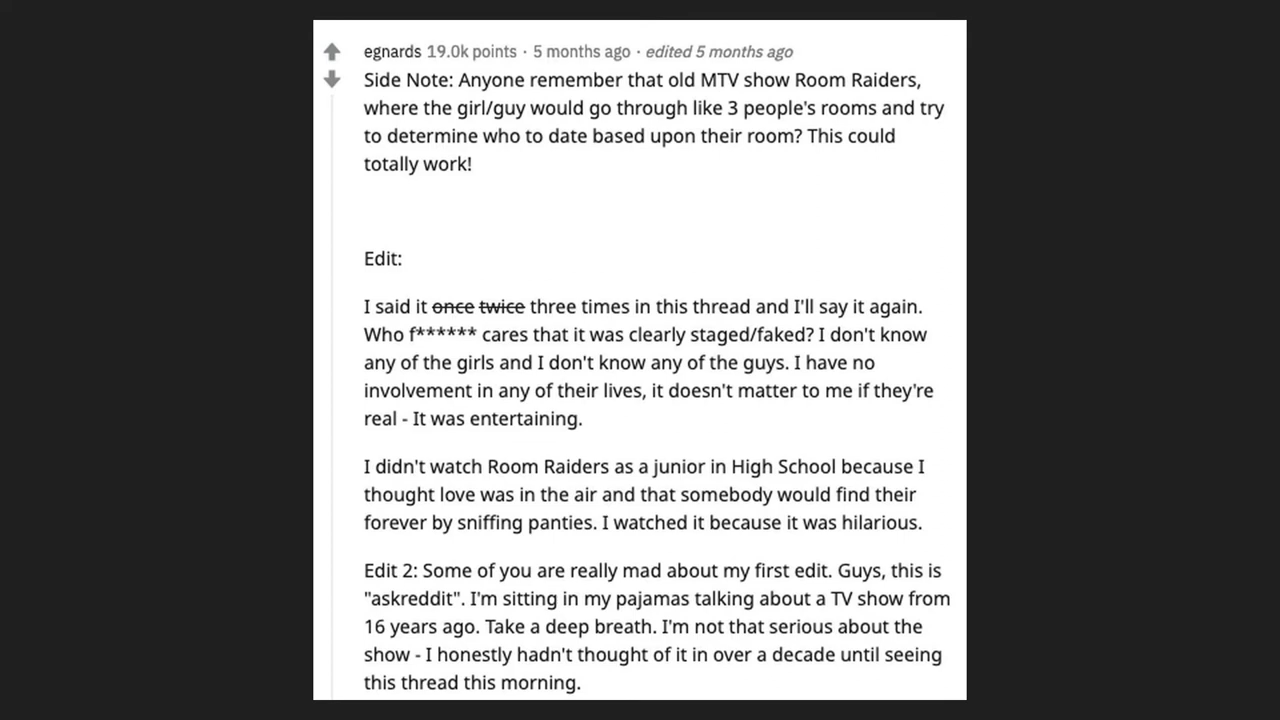 egnards 19.0k points · 5 months ago · edited 5 months ago
Side Note: Anyone remember that old MTV show Room Raiders,
where the girl/guy would go through like 3 people's rooms and try
to determine who to date based upon their room? This could
totally work!
Edit:
I said it once twice three times in this thread and I'll say it again.
Who f****** cares that it was clearly staged/faked? I don't know
any of the girls and I don't know any of the guys. I have no
involvement in any of their lives, it doesn't matter to me if they're
real - It was entertaining.
I didn't watch Room Raiders as a junior in High School because I
thought love was in the air and that somebody would find their
forever by sniffing panties. I watched it because it was hilarious.
Edit 2: Some of you are really mad about my first edit. Guys, this is
"askreddit". I'm sitting in my pajamas talking about a TV show from
16 years ago. Take a deep breath. I'm not that serious about the
show - I honestly hadn't thought of it in over a decade until seeing
this thread this morning.